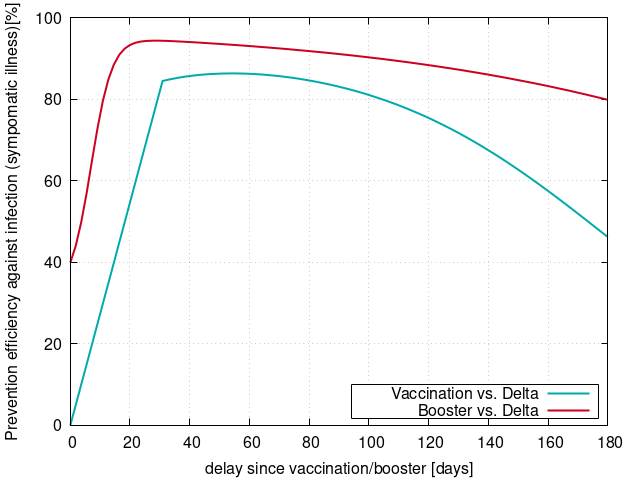 Prevention efficiency against infection (sympomatic illness)[%]
100
80
60
40
20
0
0 20 40 60 80 100 120 140 160 180
delay since vaccination/booster [days]
Vaccination vs. Delta
Booster vs. Delta